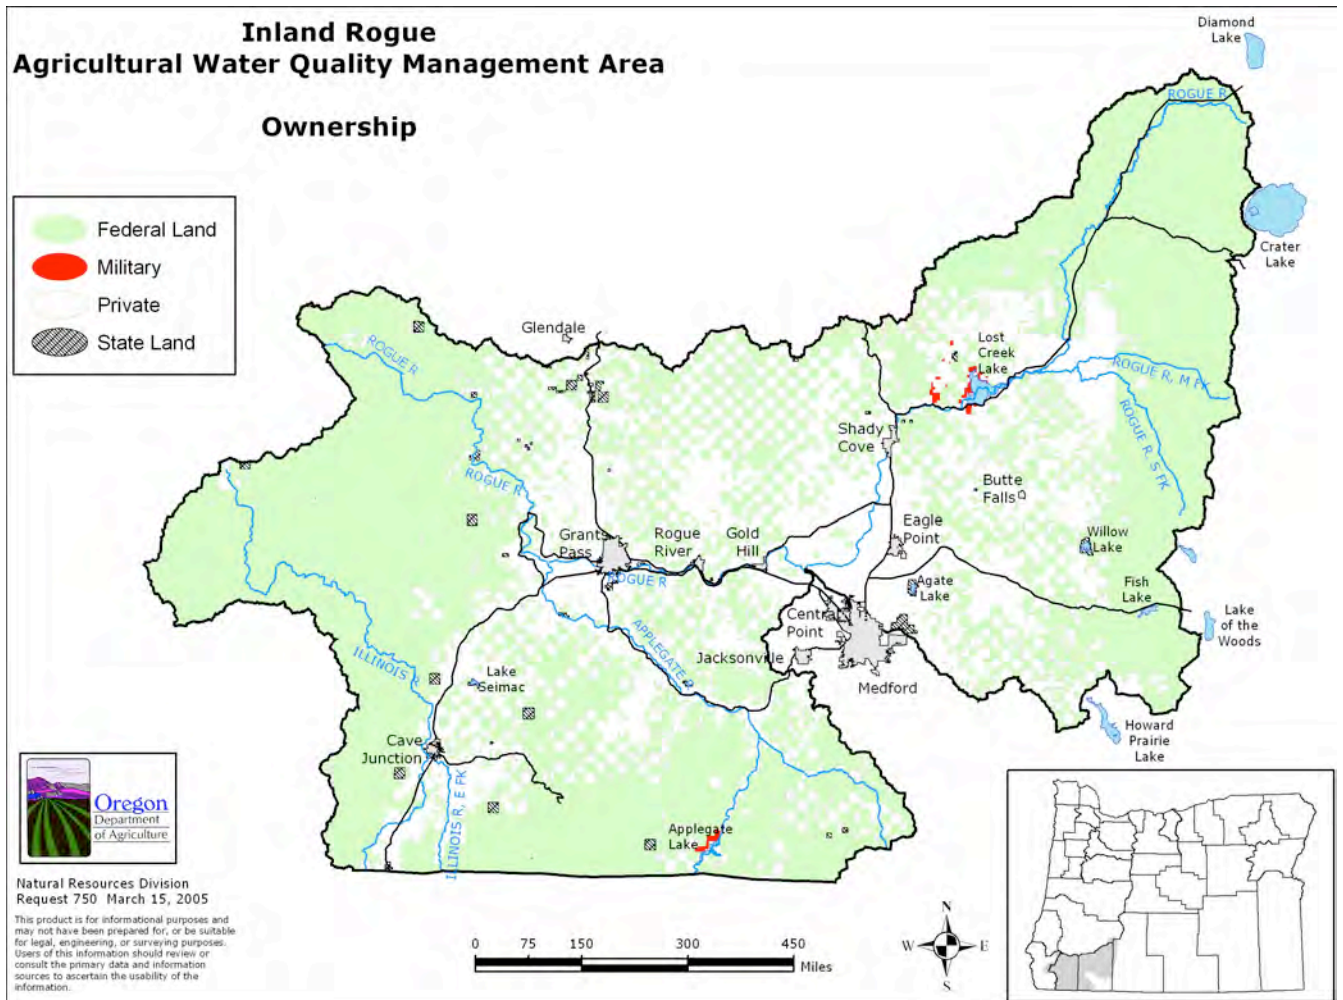 Inland Rogue
Agricultural Water Quality Management Area
Ownership
Federal Land
Military
Private
State Land
Diamond
Lake
ROGUE R
Crater
Lake
Glendale
ROGUE R
Lost
Creek
Lake
ROGUE R, M FK
ROGUE R, S FK
Shady
Cove
Butte
Falls
ROGUE R
Grants
Pass
Rogue
River
Gold
Hill
Eagle
Point
Willow
Lake
ROGUE R
Agate
Lake
Fish
Lake
Lake
of the
Woods
Central
Point
APPLEGATE R
Jacksonville
Medford
ILLINOIS R
Lake
Seimac
Howard
Prairie
Lake
Cave
Junction
ILLINOIS R, E FK
Applegate
Lake
Oregon
Department
of Agriculture
Natural Resources Division
Request 750 March 15, 2005
This product is for informational purposes and
may not have been prepared for, or be suitable
for legal, engineering, or surveying purposes.
Users of this information should review or
consult the primary data and information
sources to ascertain the usability of the
information.
0 75 150 300 450
Miles
N
W E
S